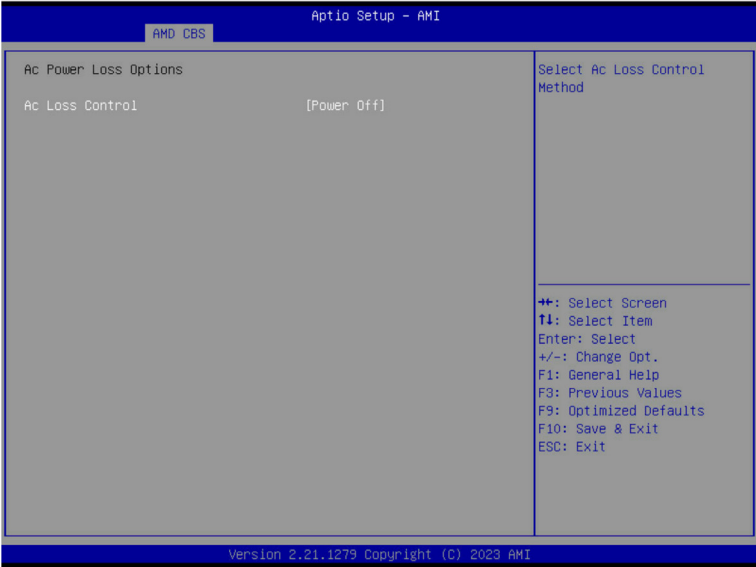 Aptio Setup – AMI
AMD CBS
Ac Power Loss Options
Ac Loss Control [Power Off]
Select Ac Loss Control
Method
→←: Select Screen
↑↓: Select Item
Enter: Select
+/-: Change Opt.
F1: General Help
F3: Previous Values
F9: Optimized Defaults
F10: Save & Exit
ESC: Exit
Version 2.21.1279 Copyright (C) 2023 AMI